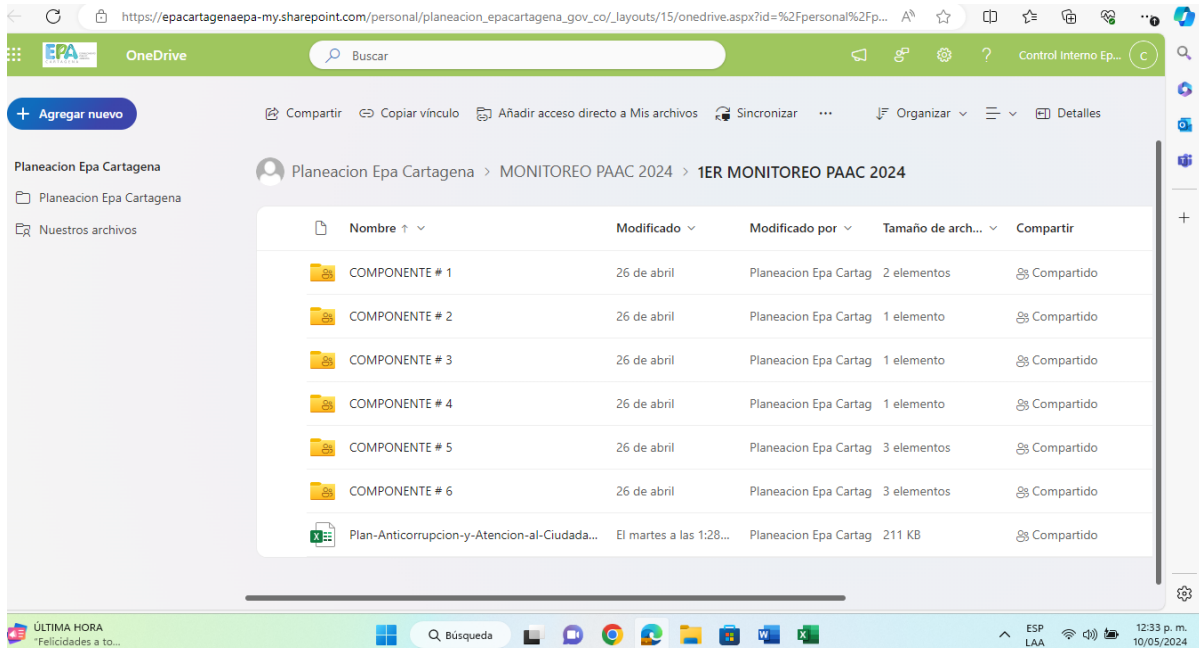 https://epacartagenaepa-my.sharepoint.com/personal/planeacion_epacartagena_gov_co/_layouts/15/onedrive.aspx?id=%2Fpersonal%2Fp...
EPA
CARTAGENA
OneDrive
Buscar
Control Interno Ep...
C
Agregar nuevo
Compartir
Copiar vínculo
Añadir acceso directo a Mis archivos
Sincronizar
Organizar
Detalles
Planeacion Epa Cartagena
Planeacion Epa Cartagena
Nuestros archivos
Planeacion Epa Cartagena > MONITOREO PAAC 2024 > 1ER MONITOREO PAAC 2024
Nombre Modificado Modificado por Tamaño de arch... Compartir
COMPONENTE # 1 26 de abril Planeacion Epa Cartag 2 elementos Compartido
COMPONENTE # 2 26 de abril Planeacion Epa Cartag 1 elemento Compartido
COMPONENTE # 3 26 de abril Planeacion Epa Cartag 1 elemento Compartido
COMPONENTE # 4 26 de abril Planeacion Epa Cartag 1 elemento Compartido
COMPONENTE # 5 26 de abril Planeacion Epa Cartag 3 elementos Compartido
COMPONENTE # 6 26 de abril Planeacion Epa Cartag 3 elementos Compartido
Plan-Anticorrupcion-y-Atencion-al-Ciudada... El martes a las 1:28... Planeacion Epa Cartag 211 KB Compartido
ÚLTIMA HORA
"Felicidades a to...
Búsqueda
ESP
LAA
12:33 p. m.
10/05/2024